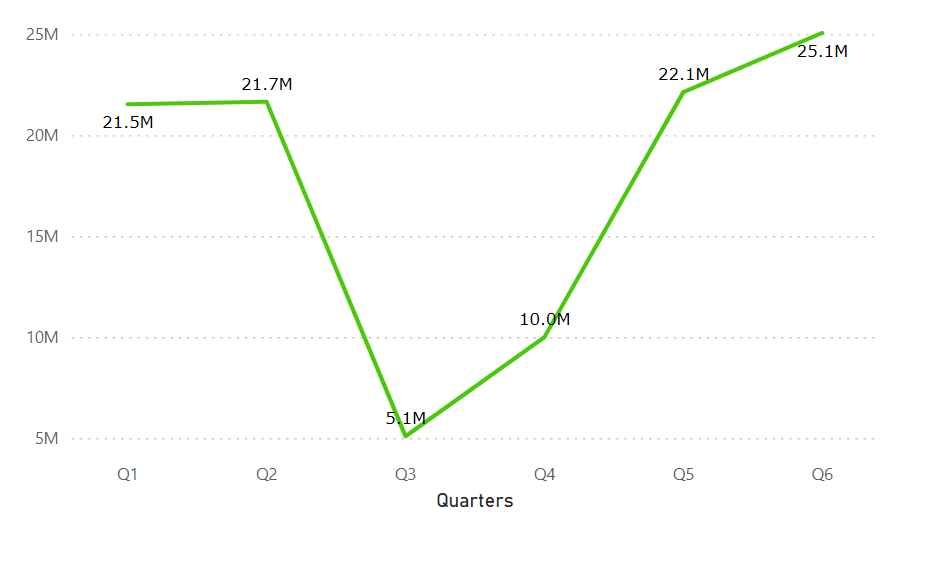 25M
25.1M
22.1M
21.7M
21.5M
20M
15M
10.0M
10M
5.1M
5M
Q1 Q2 Q3 Q4 Q5 Q6
Quarters